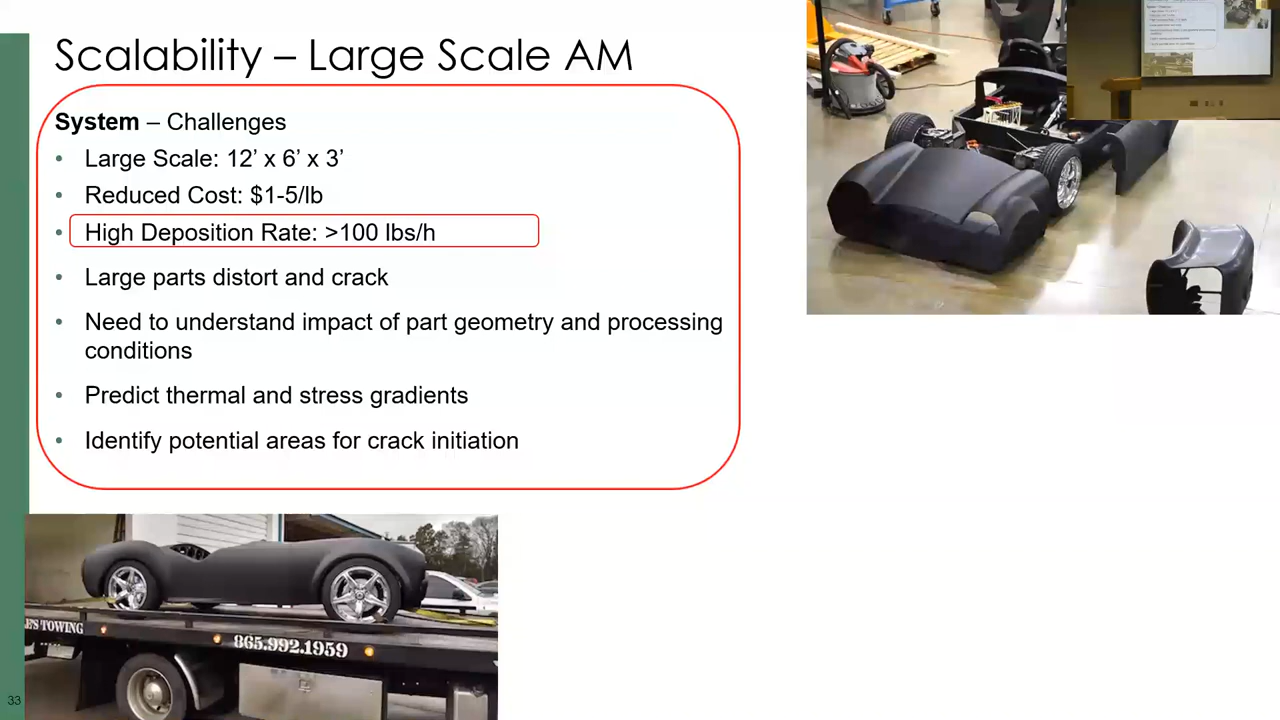 Scalability – Large Scale AM
System – Challenges
• Large Scale: 12’ x 6’ x 3’
• Reduced Cost: $1-5/lb
• High Deposition Rate: >100 lbs/h
• Large parts distort and crack
• Need to understand impact of part geometry and processing
conditions
• Predict thermal and stress gradients
• Identify potential areas for crack initiation
TOWING
865.992.1959
33